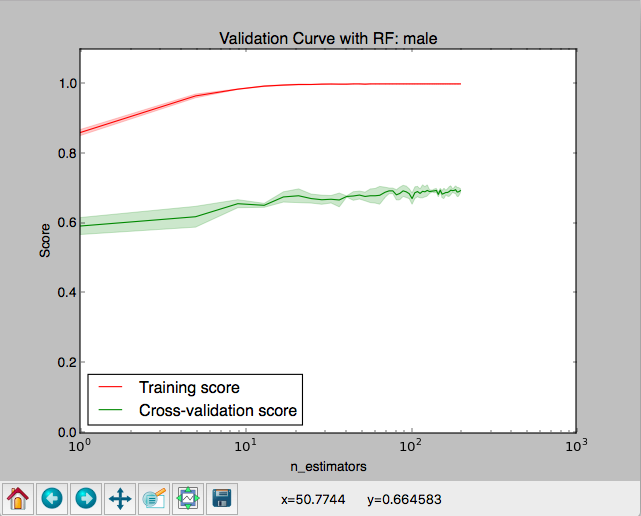 Validation Curve with RF: male
1.0
0.8
0.6
0.4
0.2
0.0
Score
Training score
Cross-validation score
10^0 10^1 10^2 10^3
n_estimators
x=50.7744 y=0.664583